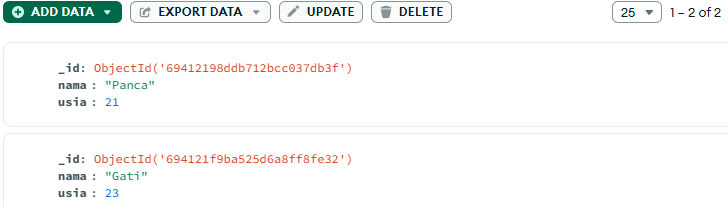 ADD DATA EXPORT DATA UPDATE DELETE 25 1 – 2 of 2
_id: ObjectId('69412198ddb712bcc037db3f')
nama : "Panca"
usia : 21
_id: ObjectId('694121f9ba525d6a8ff8fe32')
nama : "Gati"
usia : 23